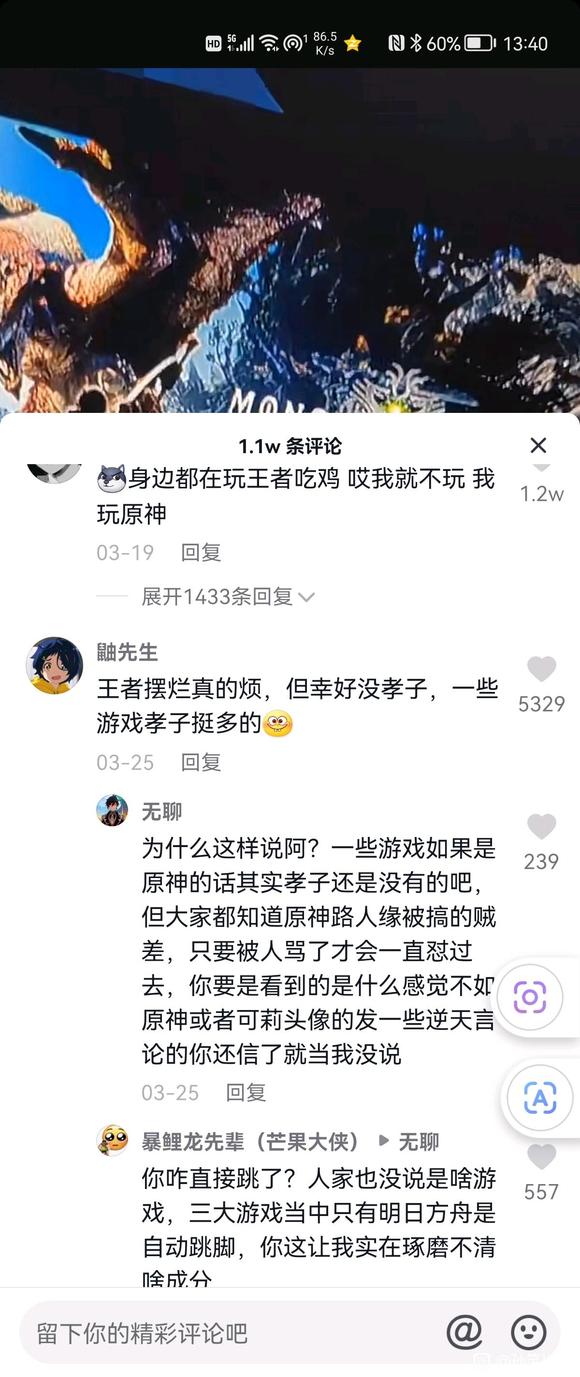 HD 5G 1 86.5 K/s 60% 13:40
MON
1.1w 条评论
身边都在玩王者吃鸡 哎我就不玩 我
玩原神
1.2w
03-19 回复
展开1433条回复
鼬先生
王者摆烂真的烦，但幸好没孝子，一些
游戏孝子挺多的
5329
03-25 回复
无聊
为什么这样说阿？一些游戏如果是
原神的话其实孝子还是没有的吧，
但大家都知道原神路人缘被搞的贼
差，只要被人骂了才会一直怼过
去，你要是看到的是什么感觉不如
原神或者可莉头像的发一些逆天言
论的你还信了就当我没说
239
03-25 回复
A
暴鲤龙先辈（芒果大侠） 无聊
你咋直接跳了？人家也没说是啥游
戏，三大游戏当中只有明日方舟是
自动跳脚，你这让我实在琢磨不清
啥成分
557
留下你的精彩评论吧
@